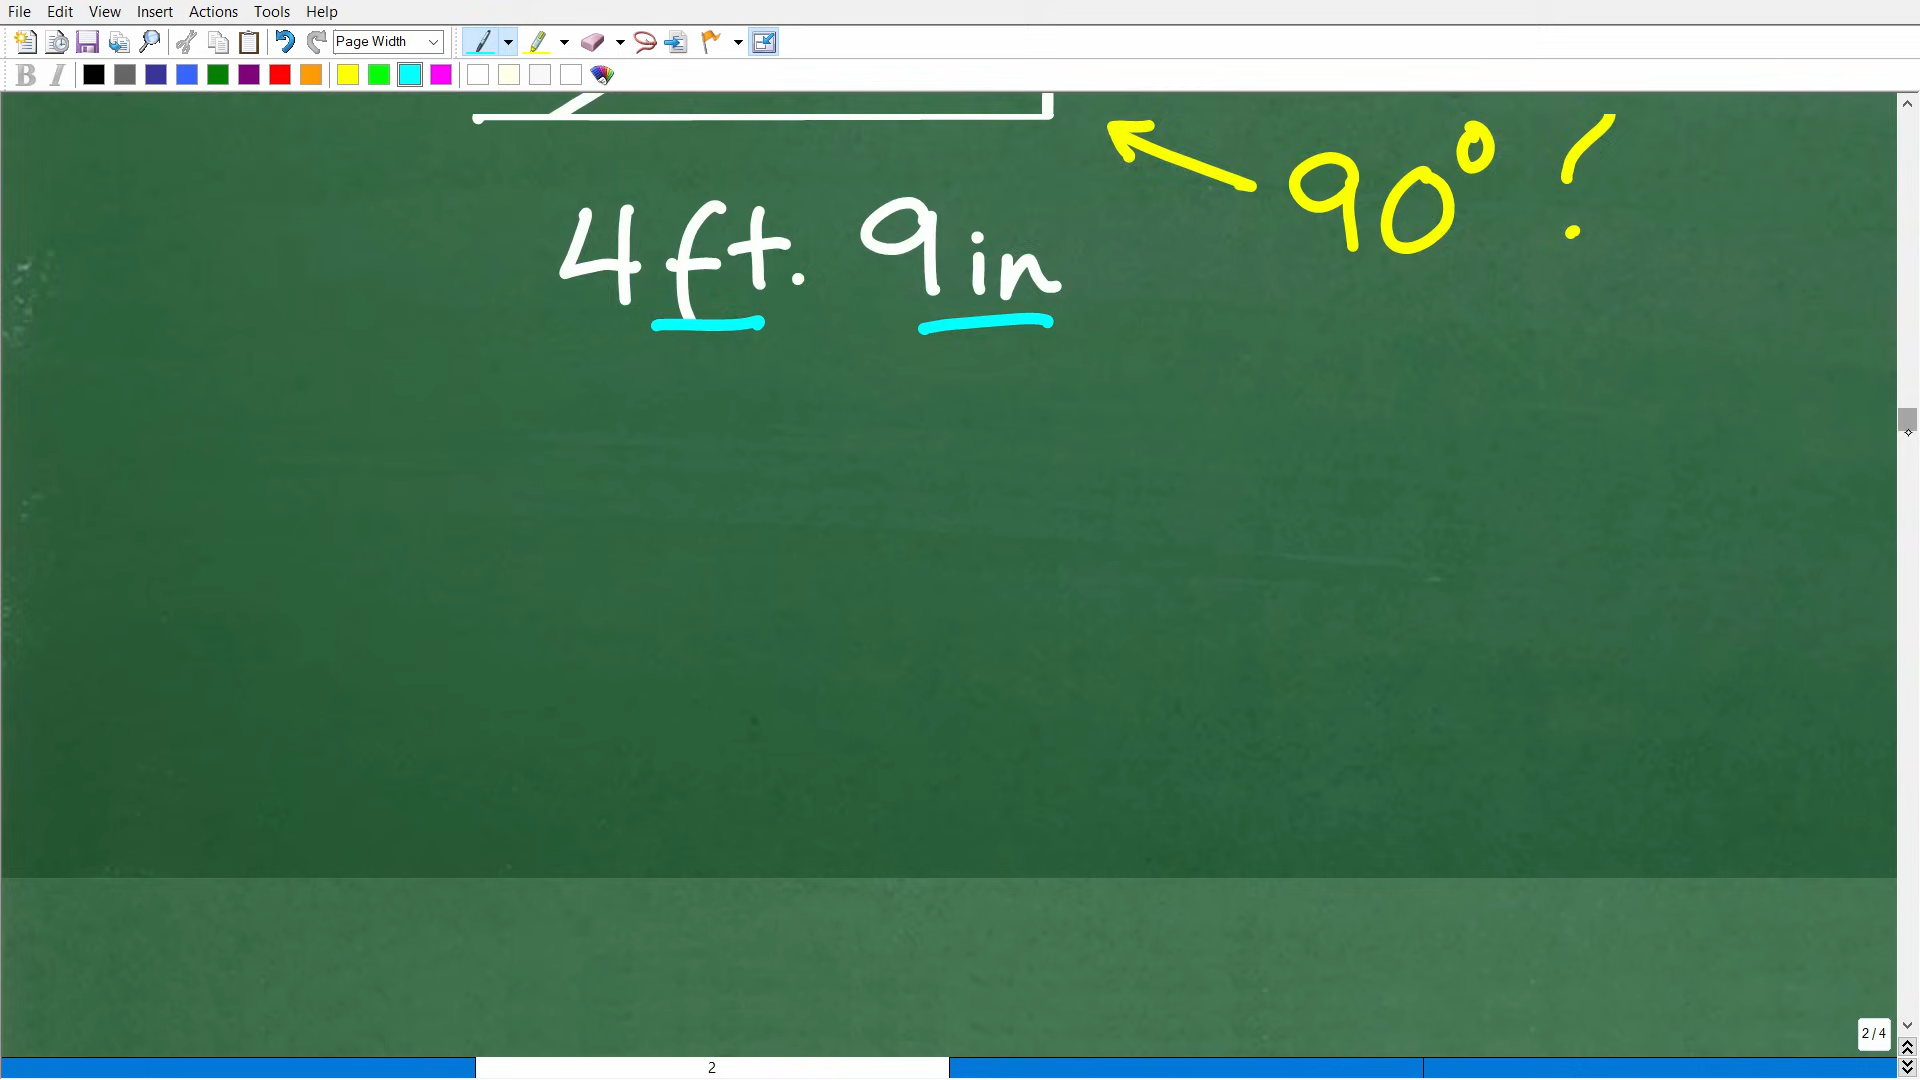 File Edit View Insert Actions Tools Help
Page Width
B I
90° ?
4 ft. 9 in
2 / 4
2